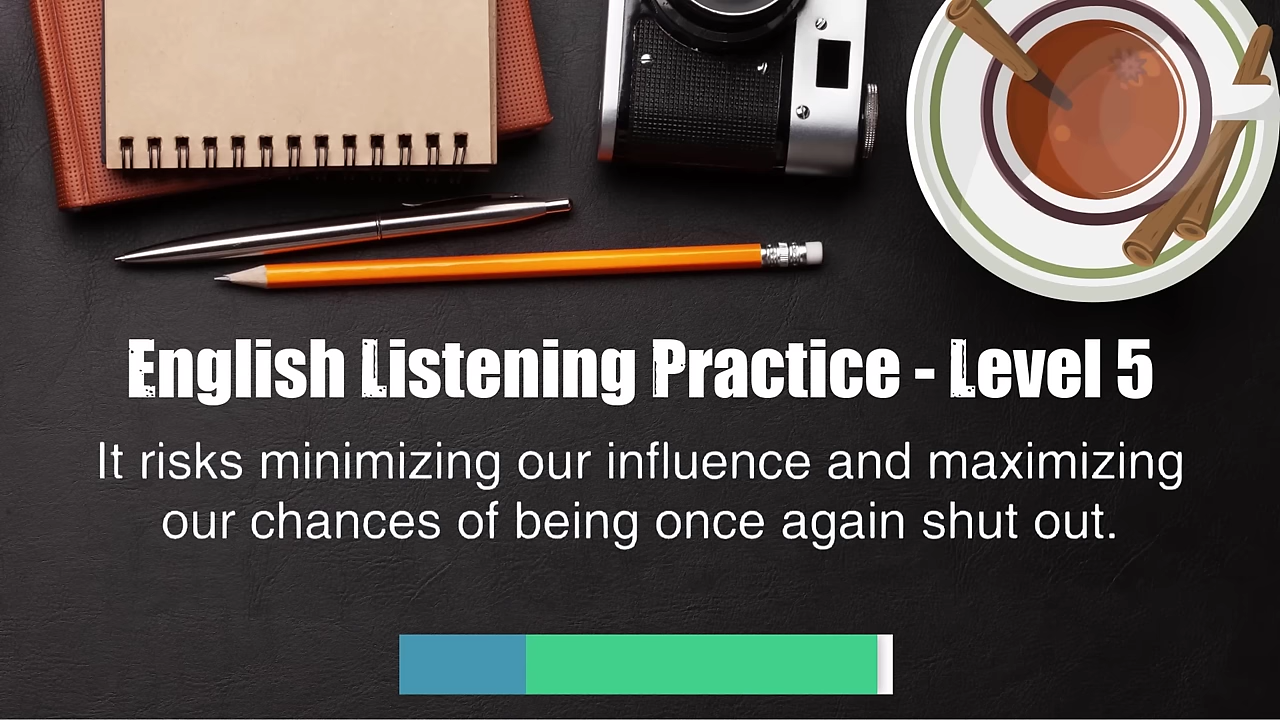 English Listening Practice - Level 5
It risks minimizing our influence and maximizing
our chances of being once again shut out.